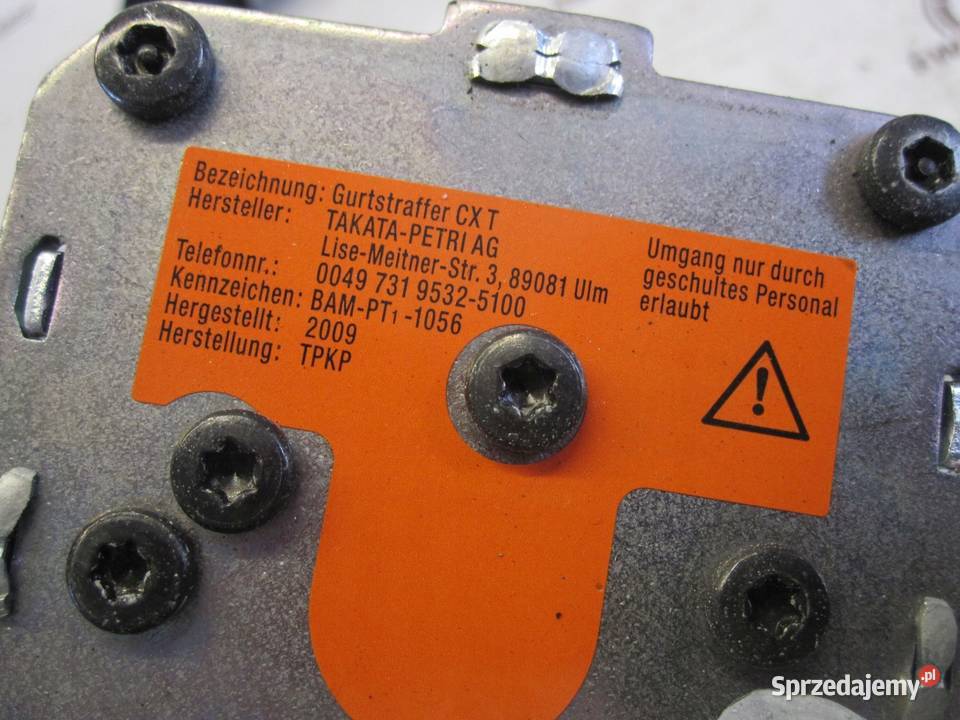 Bezeichnung: Gurtstraffer CX T
Hersteller: TAKATA-PETRI AG
Lise-Meitner-Str. 3, 89081 Ulm
Telefonnr.: 0049 731 9532-5100
Kennzeichen: BAM-PT1 -1056
Hergestellt: 2009
Herstellung: TPKP
Umgang nur durch
geschultes Personal
erlaubt
!
Sprzedajemy.pl